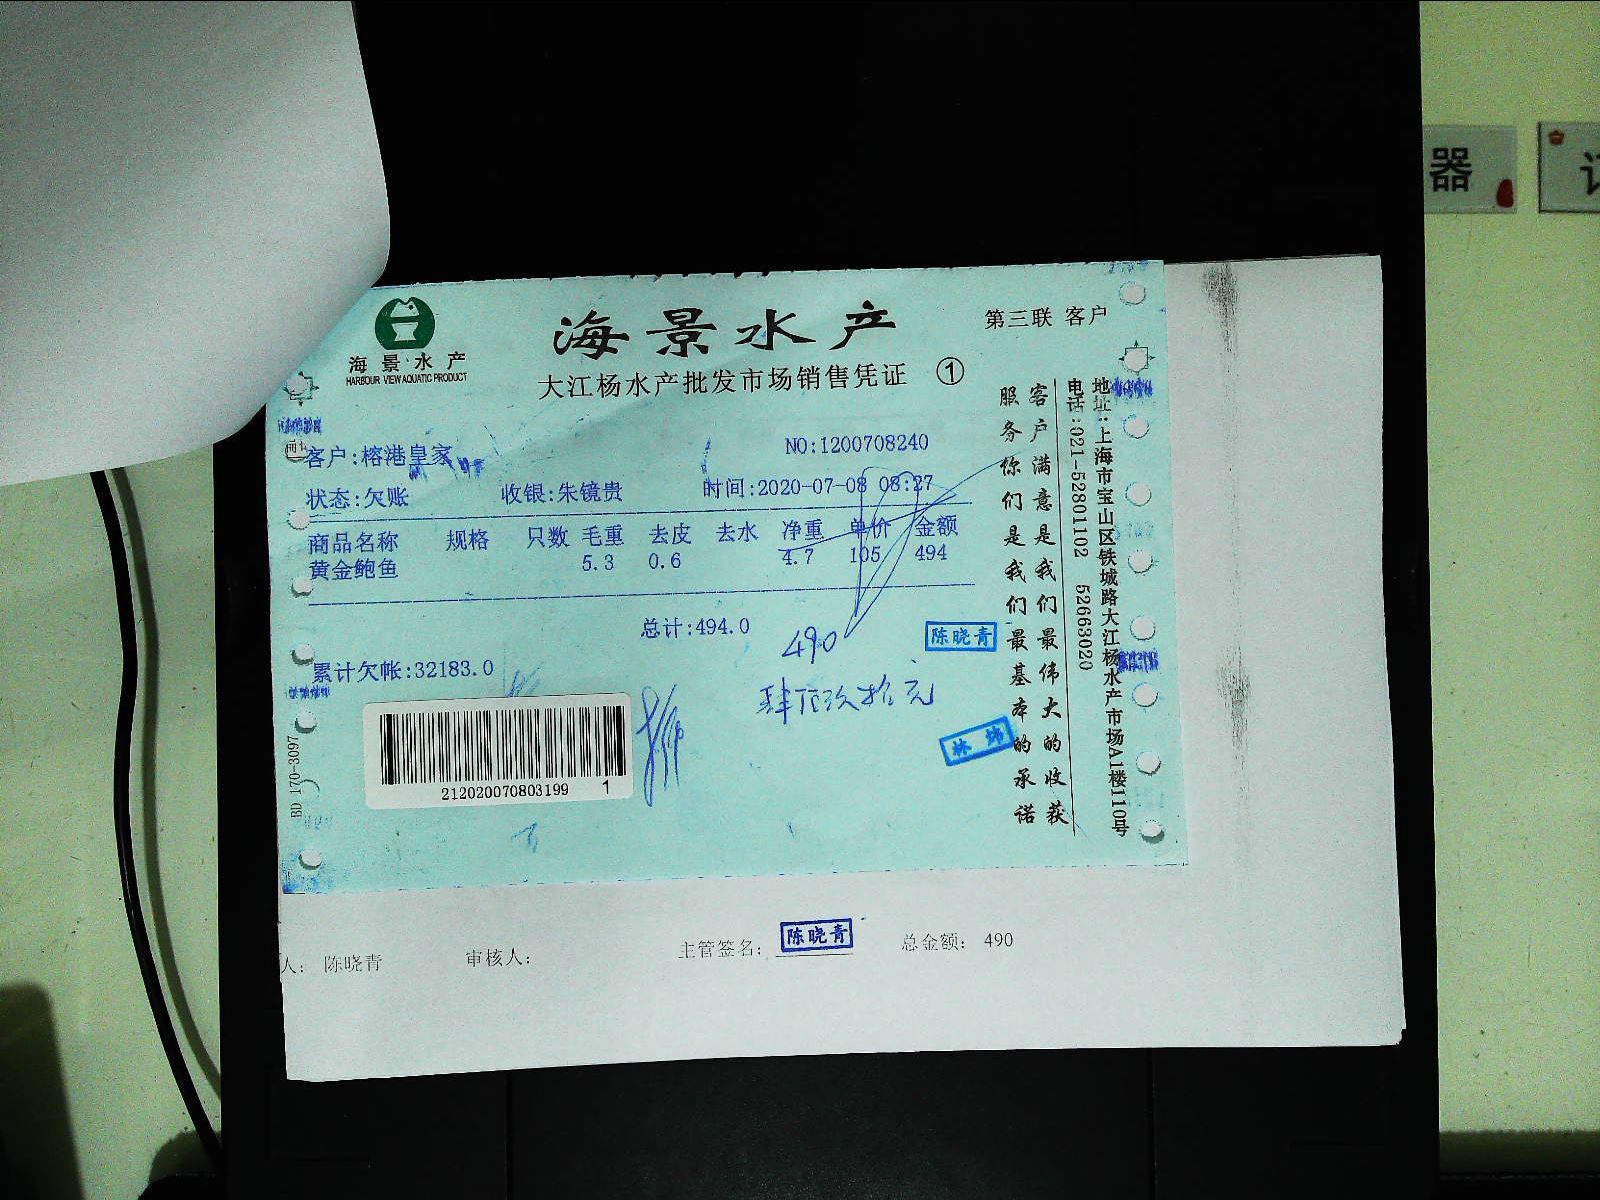 器
海景·水产
HARBOUR VIEW AQUATIC PRODUCT
海景水产
第三联 客户
大江杨水产批发市场销售凭证 ①
客户:榕港皇家
NO:1200708240
状态:欠账 收银:朱镜贵 时间:2020-07-08 08:27
商品名称 规格 只数 毛重 去皮 去水 净重 单价 金额
黄金鲍鱼 5.3 0.6 4.7 105 494
总计:494.0
490
陈晓青
累计欠帐:32183.0
肆佰玖拾元
林炜
212020070803199 1
BD 170-3097
客户满意是我们最伟大的收获
服务你们是我们最基本的承诺
地址:上海市宝山区铁城路大江杨水产市场A1楼110号
电话:021-52801102 52663020
人: 陈晓青 审核人: 主管签名: 陈晓青 总金额: 490